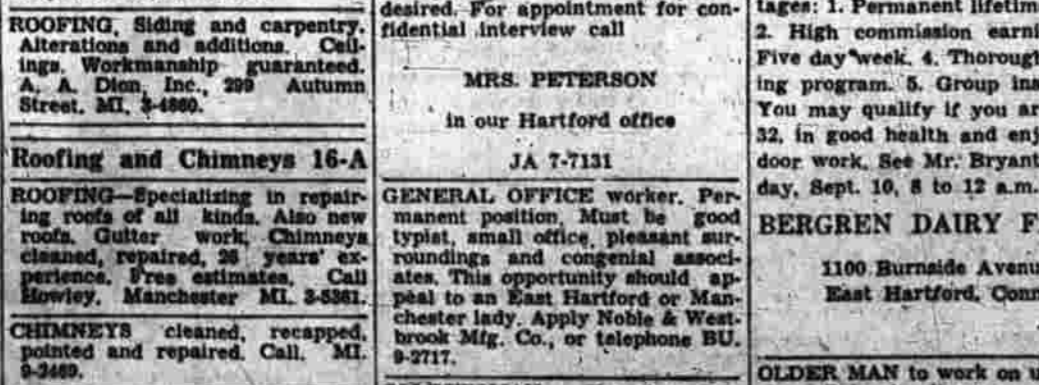 ROOFING, Siding and carpentry.
Alterations and additions. Ceil-
ings. Workmanship guaranteed.
A. A. Dion, Inc., 299 Autumn
Street. MI. 3-4860.
Roofing and Chimneys 16-A
ROOFING—Specializing in repair-
ing roofs of all kinds. Also new
roofs. Gutter work, Chimneys
cleaned, repaired, 26 years' ex-
perience. Free estimates. Call
Howley, Manchester MI. 3-5361.
CHIMNEYS cleaned, recapped,
pointed and repaired. Call. MI.
desired. For appointment for con-
fidential interview call
MRS. PETERSON
in our Hartford office
JA 7-7131
GENERAL OFFICE worker. Per-
manent position. Must be good
typist, small office, pleasant sur-
roundings and congenial associ-
ates. This opportunity should ap-
peal to an East Hartford or Man-
chester lady. Apply Noble & West-
brook Mfg. Co., or telephone BU.
9-2717.
tages: 1. Permanent lifetim
2. High commission earni
Five day week. 4. Thorough
ing program. 5. Group ins
You may qualify if you ar
32, in good health and enj
door work. See Mr. Bryant
day, Sept. 10, 8 to 12 a.m.
BERGREN DAIRY F
1100 Burnside Avenu
East Hartford, Conn
OLDER MAN to work on u